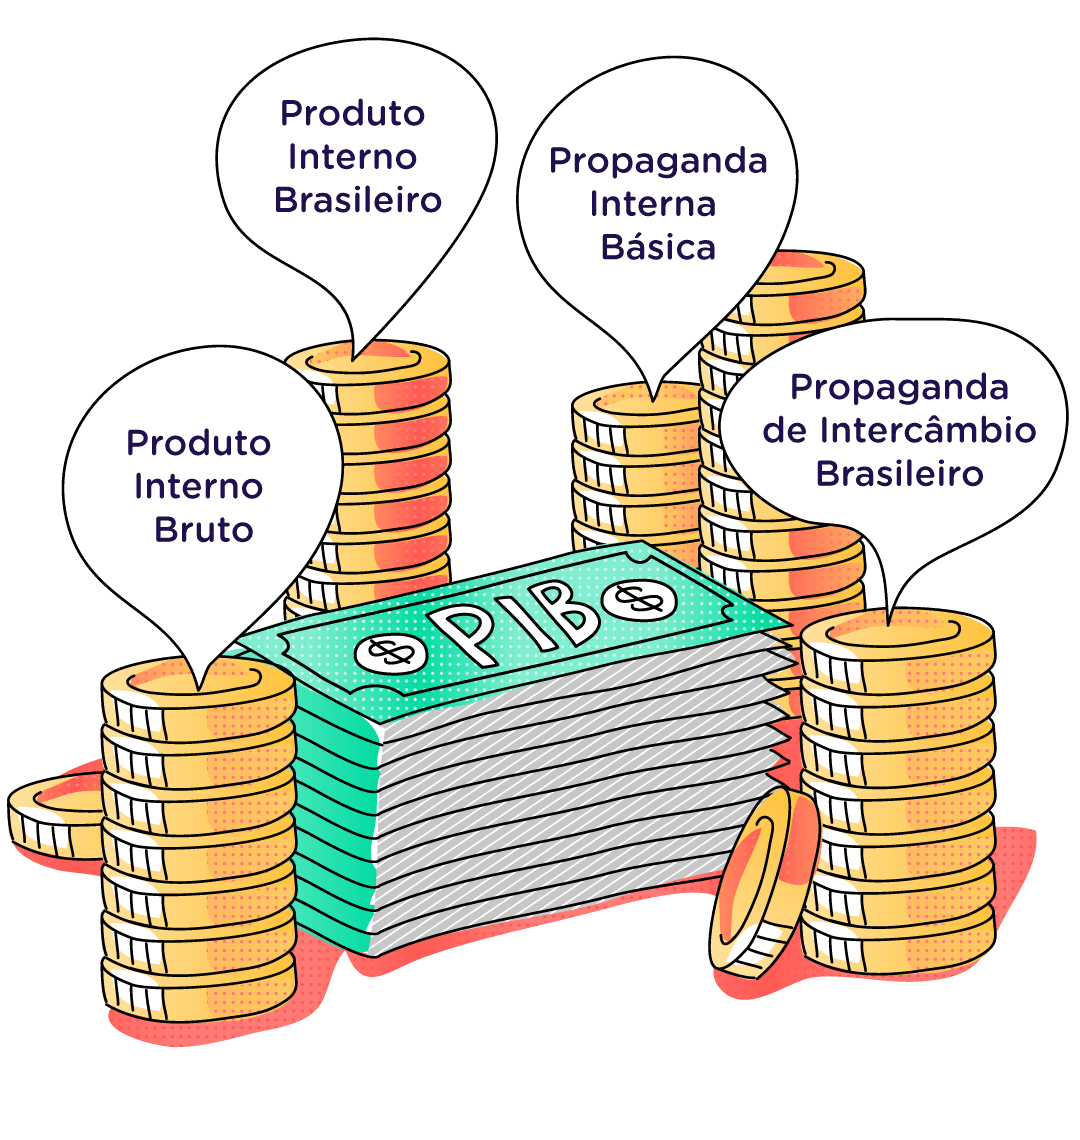 Produto
Interno
Brasileiro
Propaganda
Interna
Básica
Produto
Interno
Bruto
Propaganda
de Intercâmbio
Brasileiro
$ PIB $